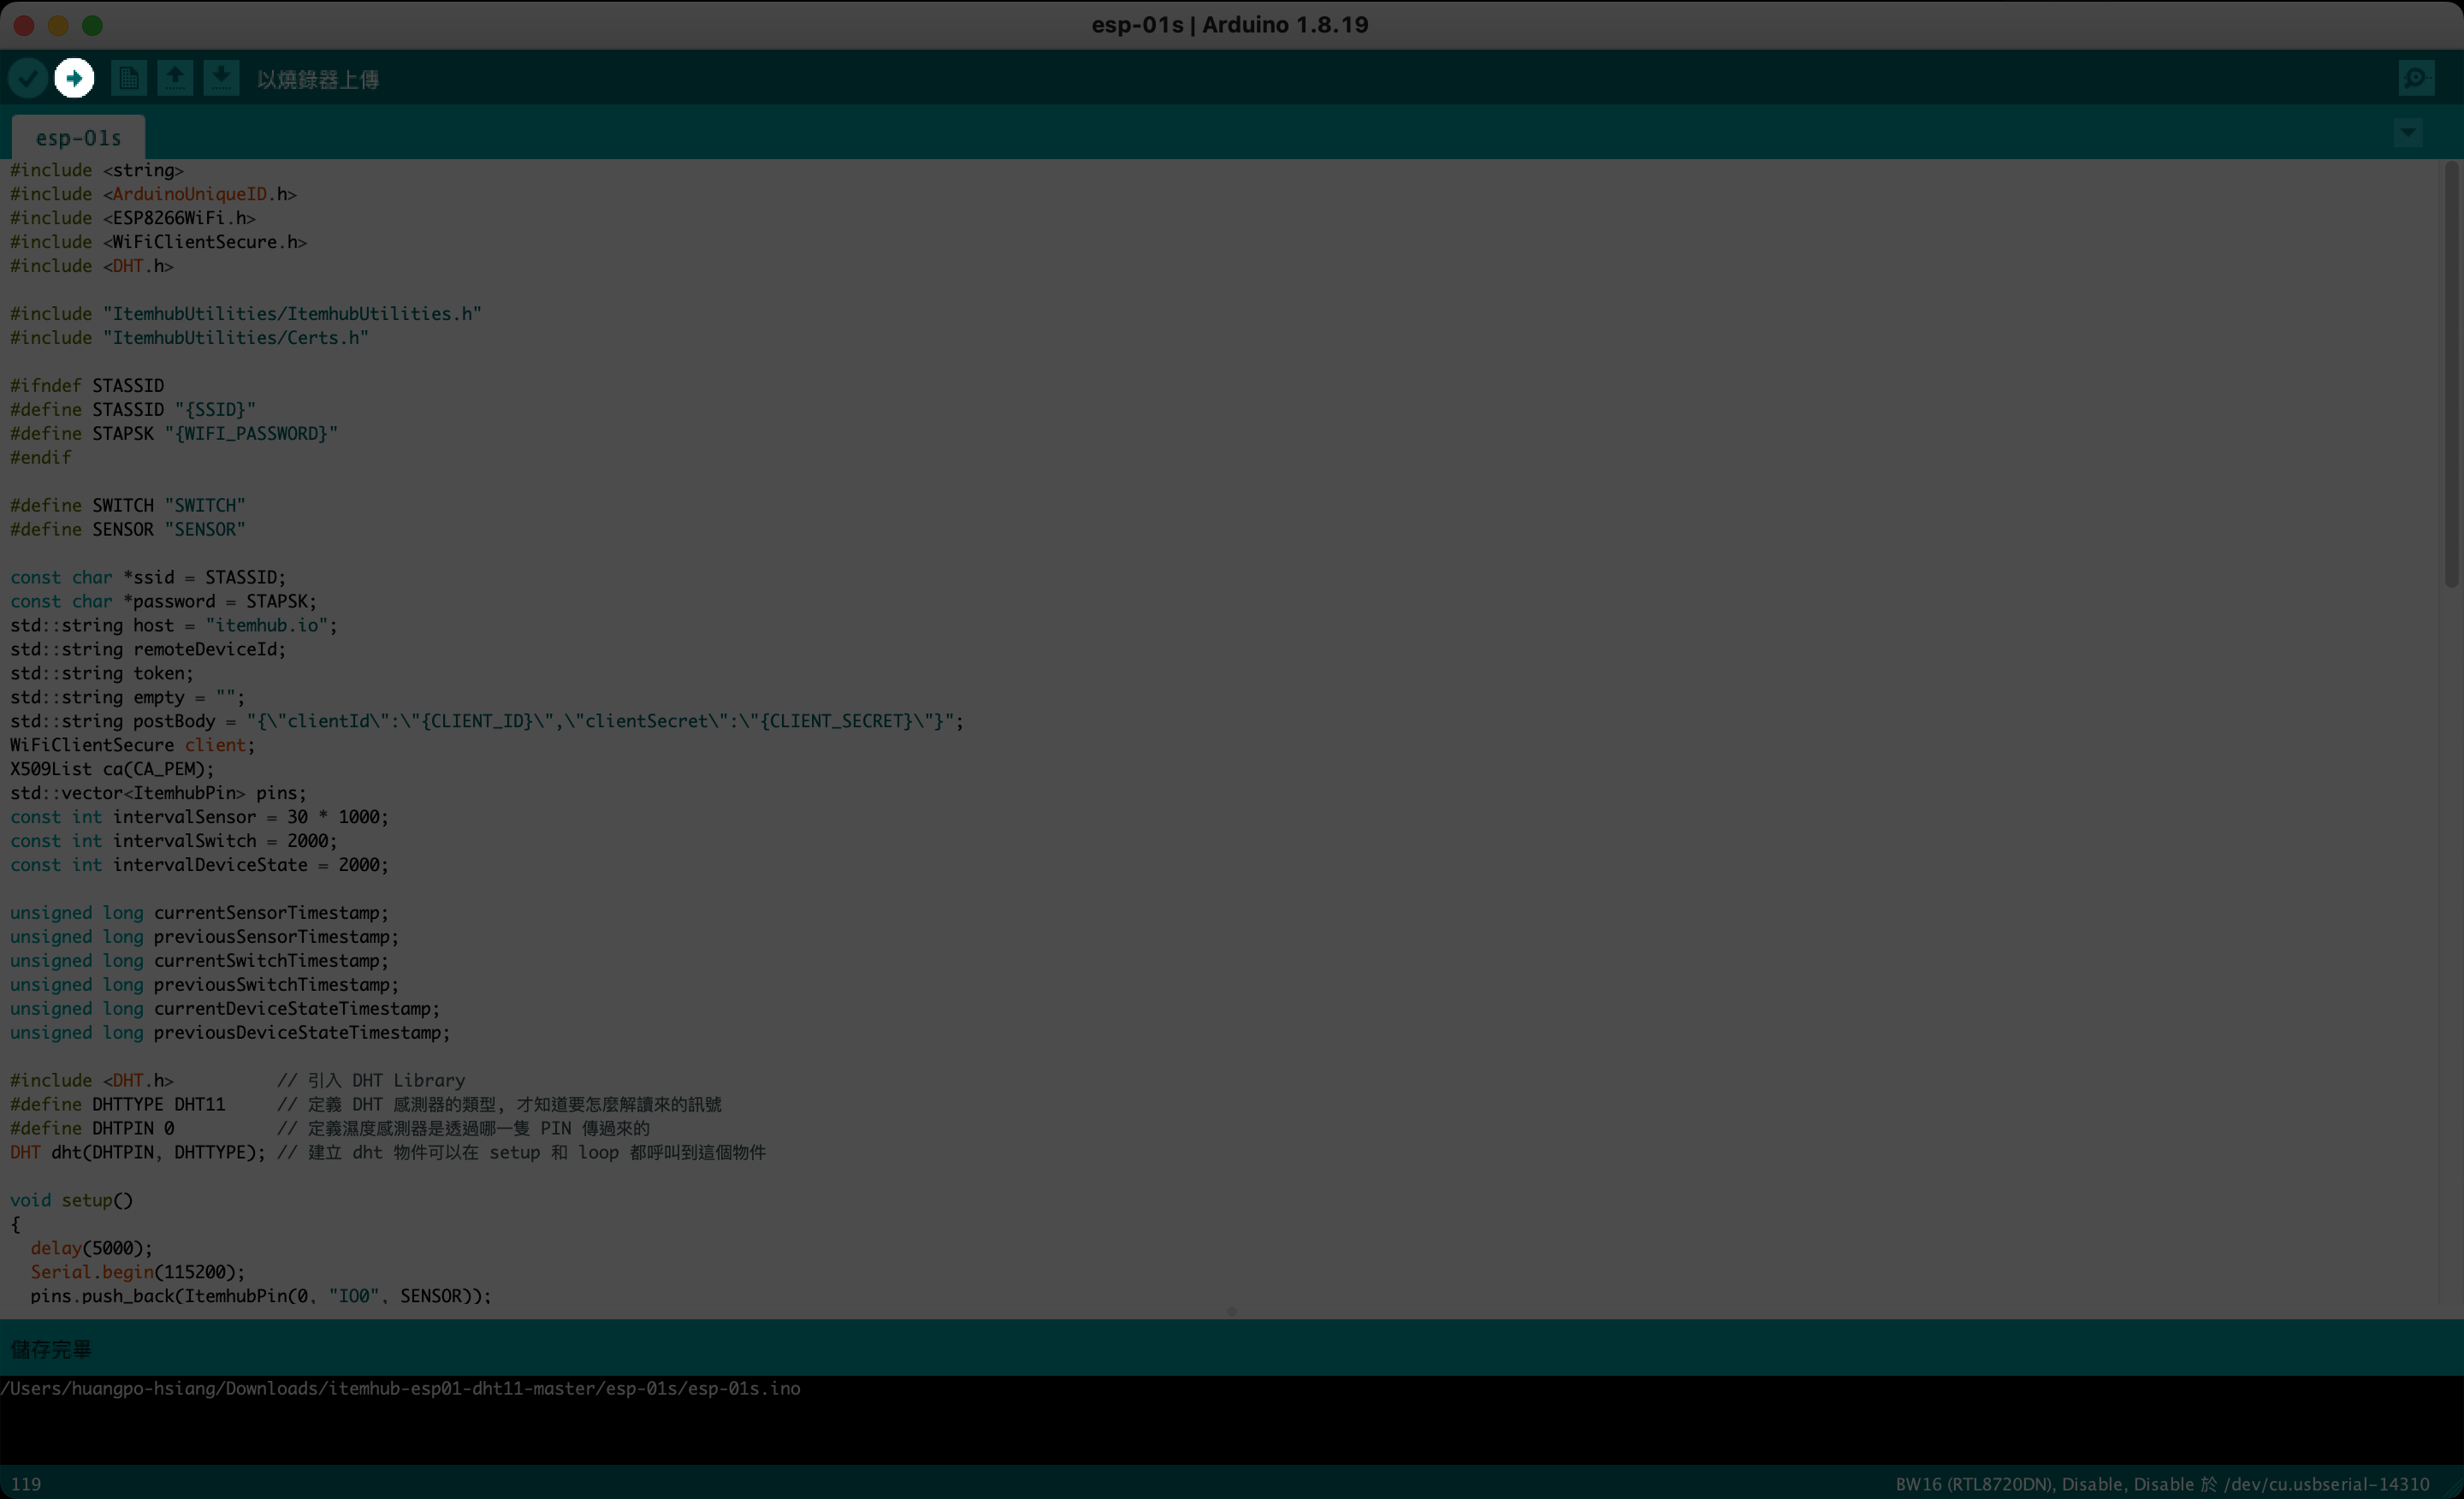 esp-01s | Arduino 1.8.19
以燒錄器上傳
esp-01s
#include <string>
#include <ArduinoUniqueID.h>
#include <ESP8266WiFi.h>
#include <WiFiClientSecure.h>
#include <DHT.h>
#include "ItemhubUtilities/ItemhubUtilities.h"
#include "ItemhubUtilities/Certs.h"
#ifndef STASSID
#define STASSID "{SSID}"
#define STAPSK "{WIFI_PASSWORD}"
#endif
#define SWITCH "SWITCH"
#define SENSOR "SENSOR"
const char *ssid = STASSID;
const char *password = STAPSK;
std::string host = "itemhub.io";
std::string remoteDeviceId;
std::string token;
std::string empty = "";
std::string postBody = "{\"clientId\":\"{CLIENT_ID}\",\"clientSecret\":\"{CLIENT_SECRET}\"}";
WiFiClientSecure client;
X509List ca(CA_PEM);
std::vector<ItemhubPin> pins;
const int intervalSensor = 30 * 1000;
const int intervalSwitch = 2000;
const int intervalDeviceState = 2000;
unsigned long currentSensorTimestamp;
unsigned long previousSensorTimestamp;
unsigned long currentSwitchTimestamp;
unsigned long previousSwitchTimestamp;
unsigned long currentDeviceStateTimestamp;
unsigned long previousDeviceStateTimestamp;
#include <DHT.h>          // 引入 DHT Library
#define DHTTYPE DHT11     // 定義 DHT 感測器的類型, 才知道要怎麼解讀來的訊號
#define DHTPIN 0          // 定義濕度感測器是透過哪一隻 PIN 傳過來的
DHT dht(DHTPIN, DHTTYPE); // 建立 dht 物件可以在 setup 和 loop 都呼叫到這個物件
void setup()
{
  delay(5000);
  Serial.begin(115200);
  pins.push_back(ItemhubPin(0, "IO0", SENSOR));
儲存完畢
/Users/huangpo-hsiang/Downloads/itemhub-esp01-dht11-master/esp-01s/esp-01s.ino
119
BW16 (RTL8720DN), Disable, Disable 於 /dev/cu.usbserial-14310